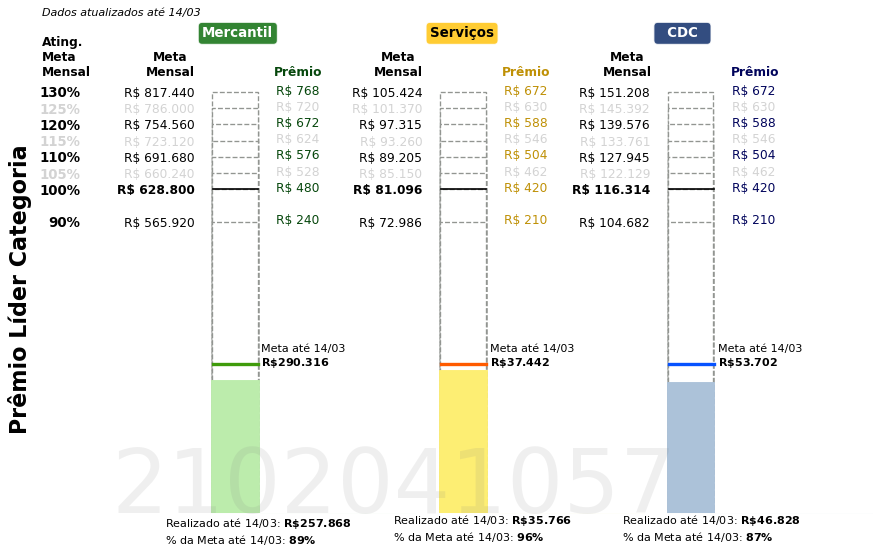 Dados atualizados até 14/03
Mercantil Serviços CDC
Ating. Meta Mensal Meta Mensal Prêmio Meta Mensal Prêmio Meta Mensal Prêmio
130% R$ 817.440 R$ 768 R$ 105.424 R$ 672 R$ 151.208 R$ 672
125% R$ 786.000 R$ 720 R$ 101.370 R$ 630 R$ 145.392 R$ 630
120% R$ 754.560 R$ 672 R$ 97.315 R$ 588 R$ 139.576 R$ 588
115% R$ 723.120 R$ 624 R$ 93.260 R$ 546 R$ 133.761 R$ 546
110% R$ 691.680 R$ 576 R$ 89.205 R$ 504 R$ 127.945 R$ 504
105% R$ 660.240 R$ 528 R$ 85.150 R$ 462 R$ 122.129 R$ 462
100% R$ 628.800 R$ 480 R$ 81.096 R$ 420 R$ 116.314 R$ 420
90% R$ 565.920 R$ 240 R$ 72.986 R$ 210 R$ 104.682 R$ 210
Prêmio Líder Categoria
Meta até 14/03 Meta até 14/03 Meta até 14/03
R$290.316 R$37.442 R$53.702
2102041057
Realizado até 14/03: R$257.868 Realizado até 14/03: R$35.766 Realizado até 14/03: R$46.828
% da Meta até 14/03: 89% % da Meta até 14/03: 96% % da Meta até 14/03: 87%